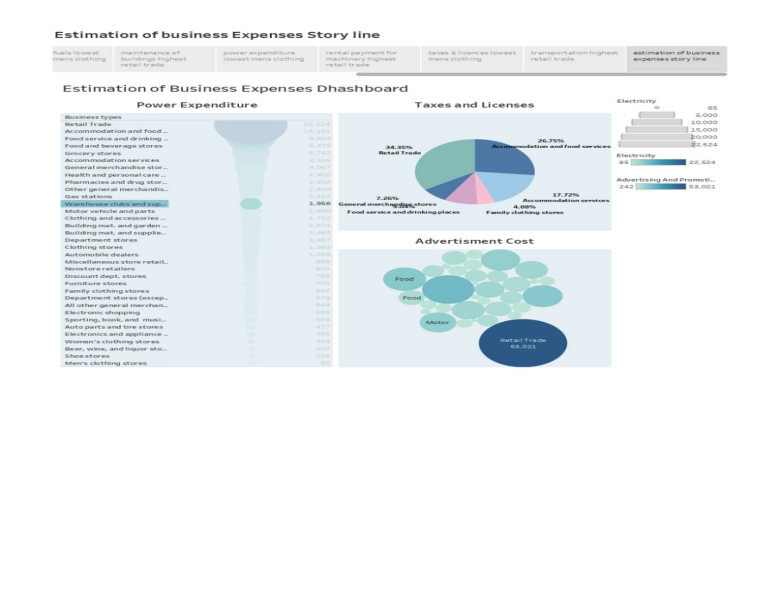 Estimation of business Expenses Story line
fuels lowest
mens clothing
maintenance of
buildings highest
retail trade
power expenditure
lowest mens clothing
rental payment for
machinery highest
retail trade
taxes & licences lowest
mens clothing
transportation highest
retail trade
estimation of business
expenses story line
Estimation of Business Expenses Dhashboard
Power Expenditure
Business types
Retail Trade
Accommodation and food ...
Food service and drinking ...
Food and beverage stores
Grocery stores
Accommodation services
General merchandise stor...
Health and personal care ...
Pharmacies and drug stor...
Other general merchandis...
Gas stations
Warehouse clubs and sup... 1,956
Motor vehicle and parts
Clothing and accessories ...
Building mat. and garden ...
Building mat. and supplie...
Department stores
Clothing stores
Automobile dealers
Miscellaneous store retail...
Nonstore retailers
Discount dept. stores
Furniture stores
Family clothing stores
Department stores (excep...
All other general merchan...
Electronic shopping
Sporting, book, and musi...
Auto parts and tire stores
Electronics and appliance ...
Women's clothing stores
Beer, wine, and liquor sto...
Shoe stores
Men's clothing stores
Taxes and Licenses
34.35%
Retail Trade
26.75%
Accommodation and food services
17.72%
Accommodation services
7.26%
General merchandise stores
Food service and drinking places
4.88%
Family clothing stores
Advertisment Cost
Food
Food
Motor
Retail Trade
53,021
Electricity
85
5,000
10,000
15,000
20,000
22,524
Electricity
85 22,524
Advertising And Promoti...
242 53,021